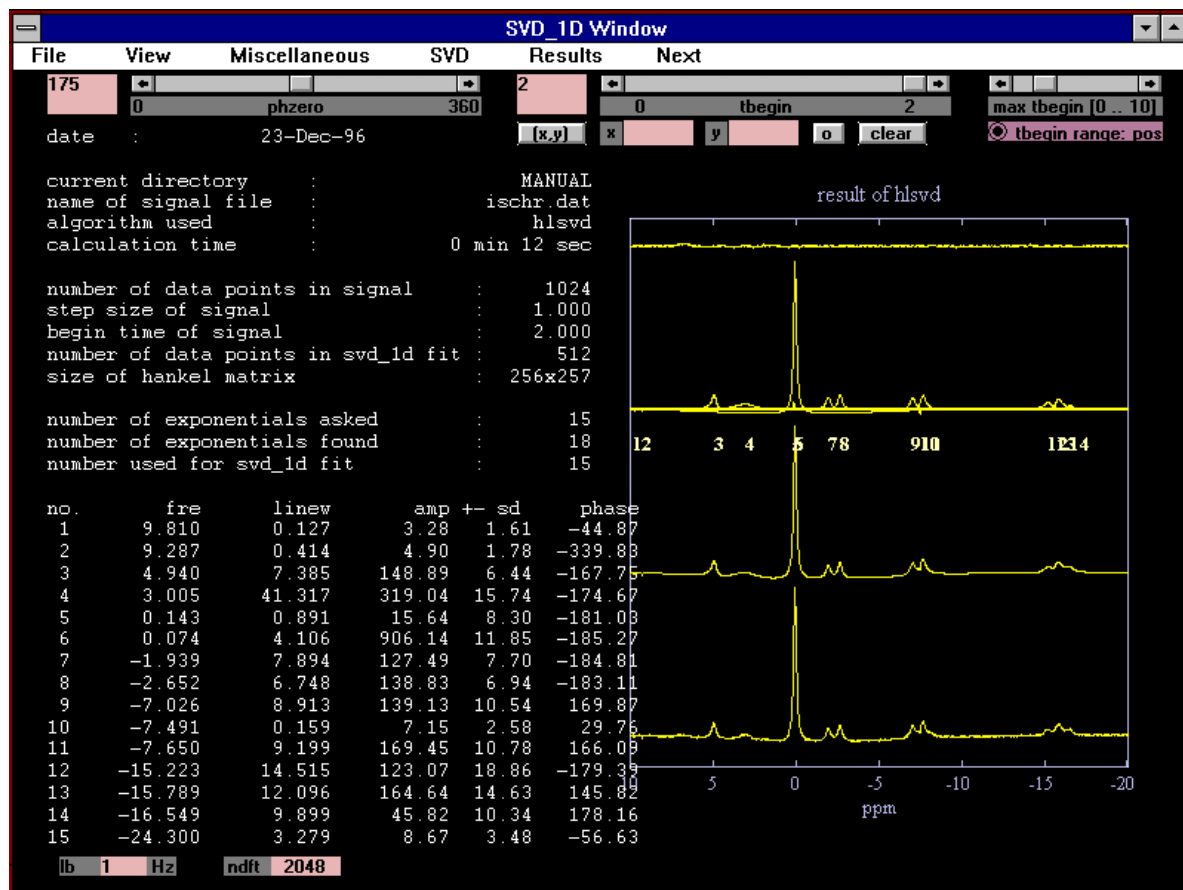 SVD_1D Window
File View Miscellaneous SVD Results Next
175 2
0 phzero 360 0 tbegin 2 max tbegin [0 .. 10]
date : 23-Dec-96 (x,y) x y o clear tbegin range: pos
current directory : MANUAL
name of signal file : ischr.dat
algorithm used : hlsvd
calculation time : 0 min 12 sec
number of data points in signal : 1024
step size of signal : 1.000
begin time of signal : 2.000
number of data points in svd_1d fit : 512
size of hankel matrix : 256x257
number of exponentials asked : 15
number of exponentials found : 18
number used for svd_1d fit : 15
no. fre linew amp +- sd phase
1 9.810 0.127 3.28 1.61 -44.87
2 9.287 0.414 4.90 1.78 -339.83
3 4.940 7.385 148.89 6.44 -167.75
4 3.005 41.317 319.04 15.74 -174.67
5 0.143 0.891 15.64 8.30 -181.03
6 0.074 4.106 906.14 11.85 -185.27
7 -1.939 7.894 127.49 7.70 -184.81
8 -2.652 6.748 138.83 6.94 -183.11
9 -7.026 8.913 139.13 10.54 169.87
10 -7.491 0.159 7.15 2.58 29.76
11 -7.650 9.199 169.45 10.78 166.09
12 -15.223 14.515 123.07 18.86 -179.39
13 -15.789 12.096 164.64 14.63 145.82
14 -16.549 9.899 45.82 10.34 178.16
15 -24.300 3.279 8.67 3.48 -56.63
lb 1 Hz ndft 2048
result of hlsvd
12 3 4 7 8 9
10 5 0 -5 -10 -15 -20
ppm